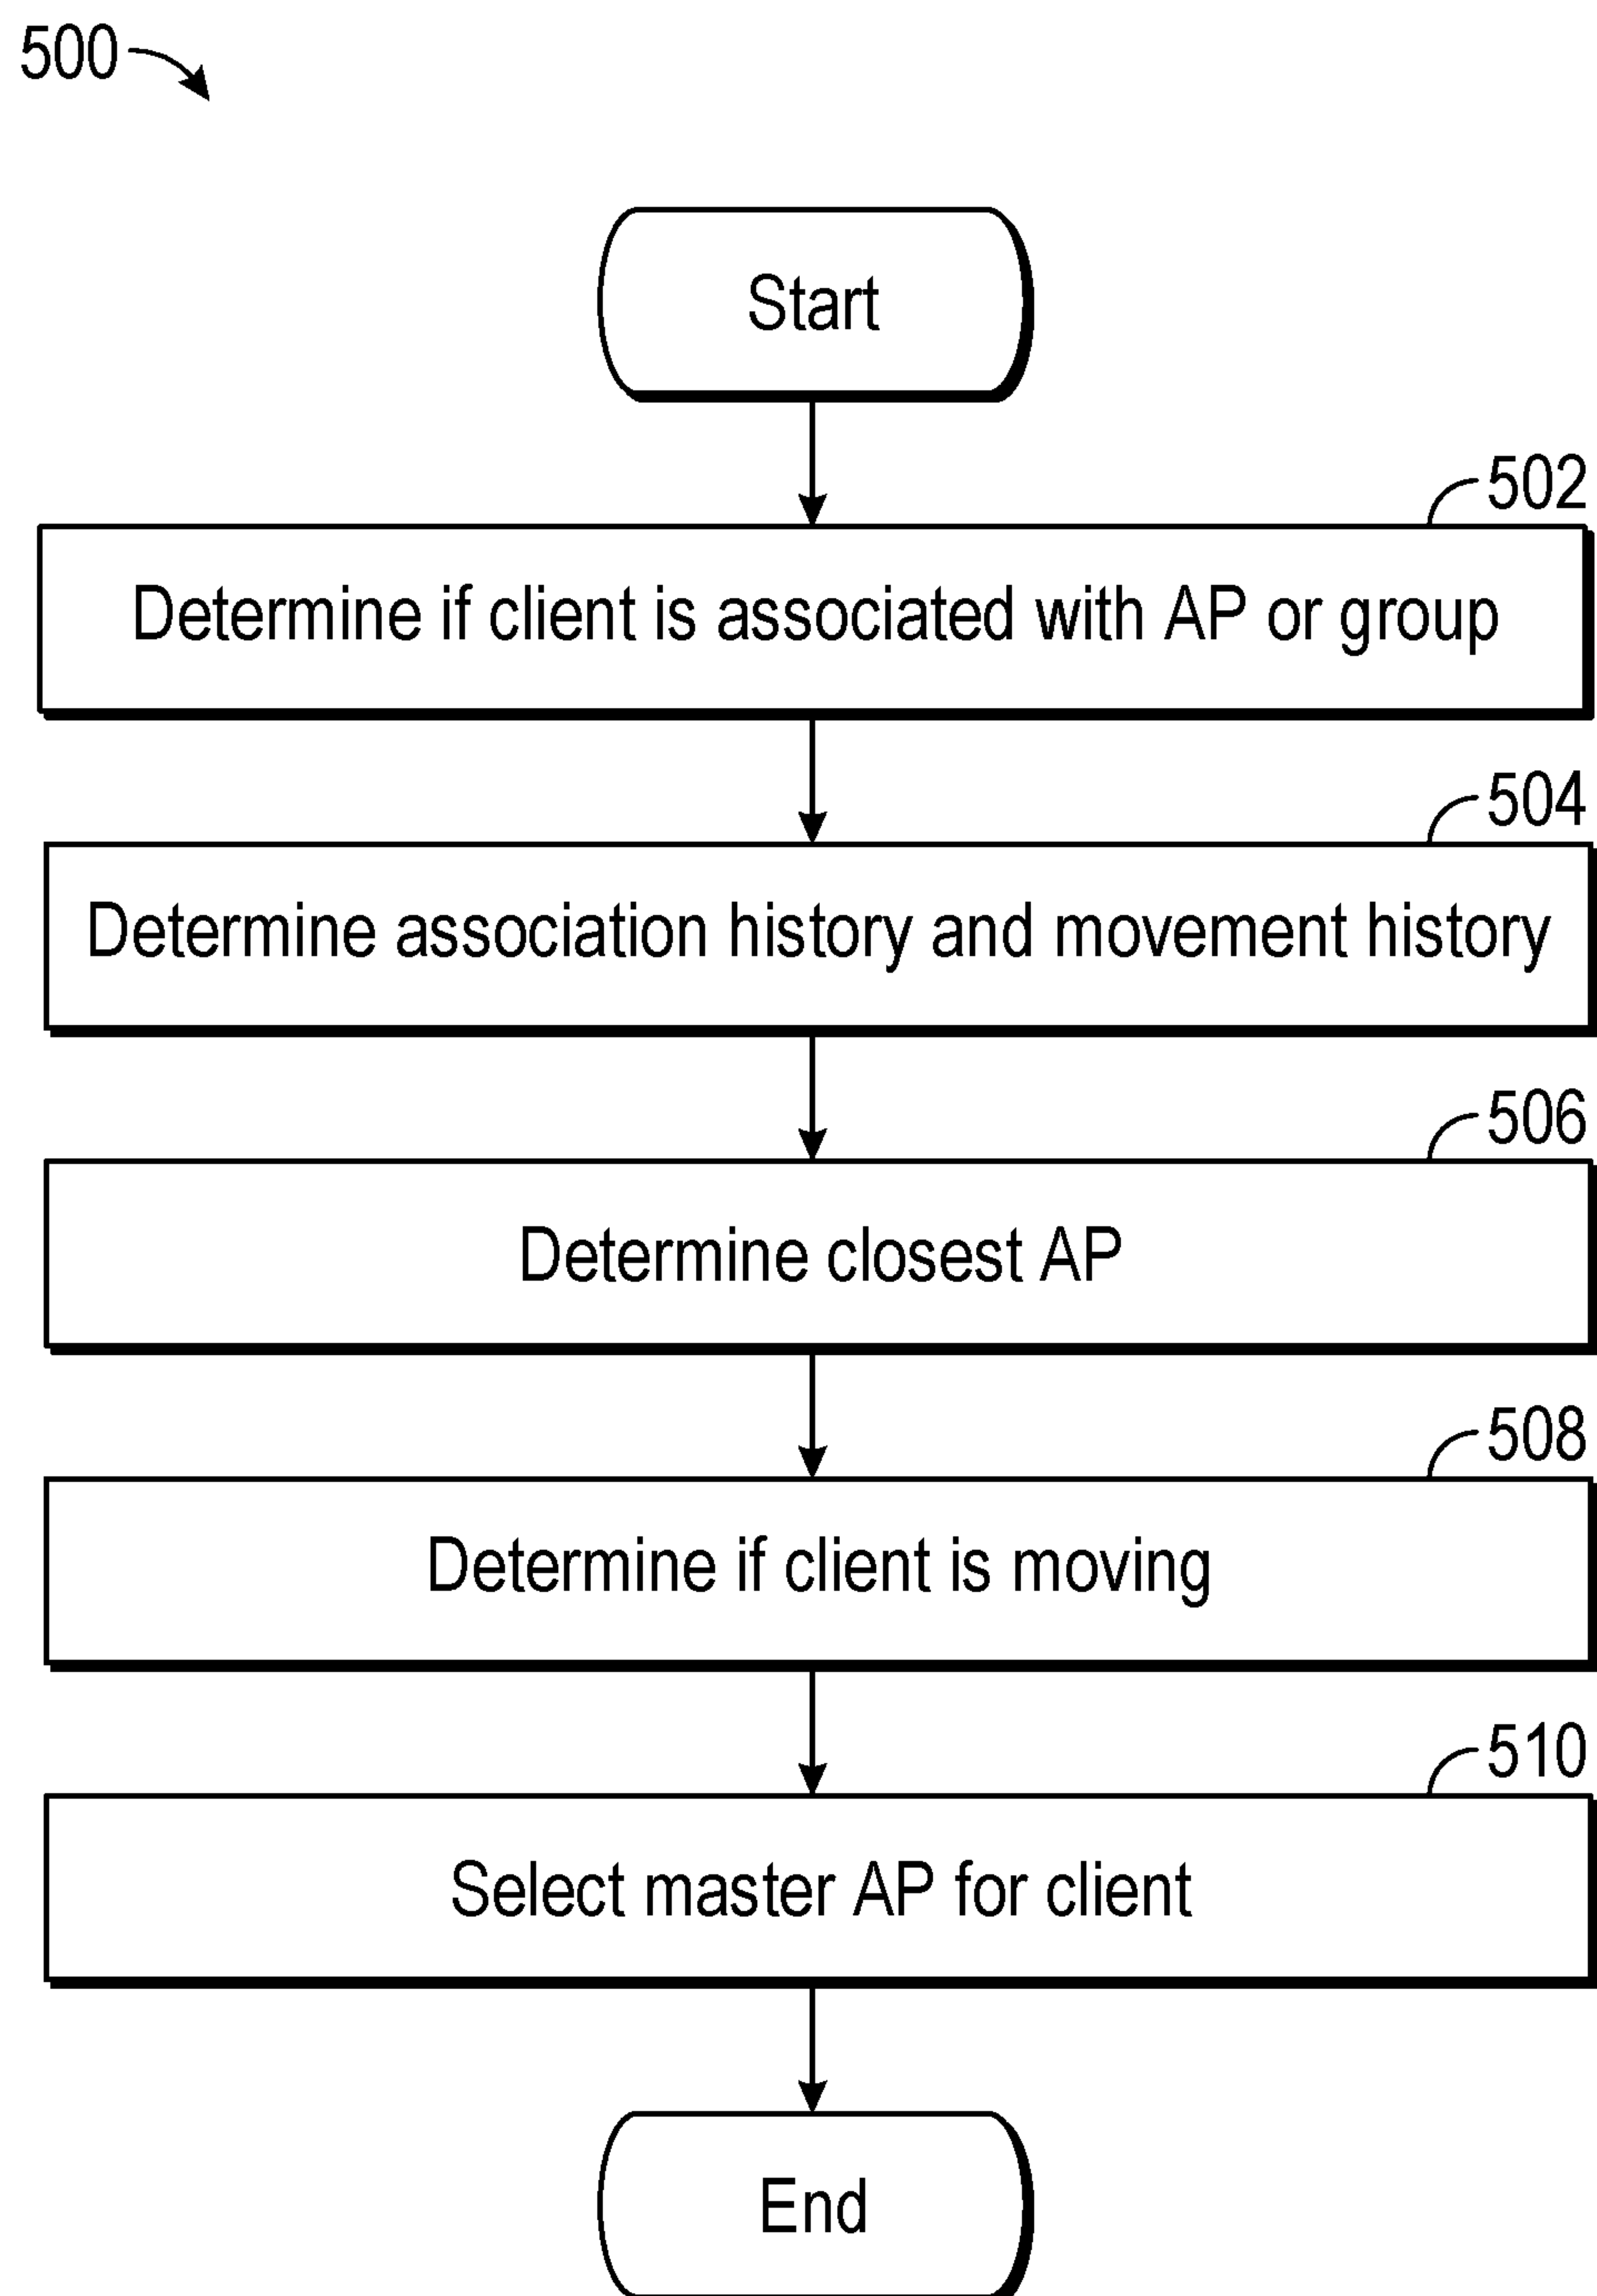 500
Start
502
Determine if client is associated with AP or group
504
Determine association history and movement history
506
Determine closest AP
508
Determine if client is moving
510
Select master AP for client
End